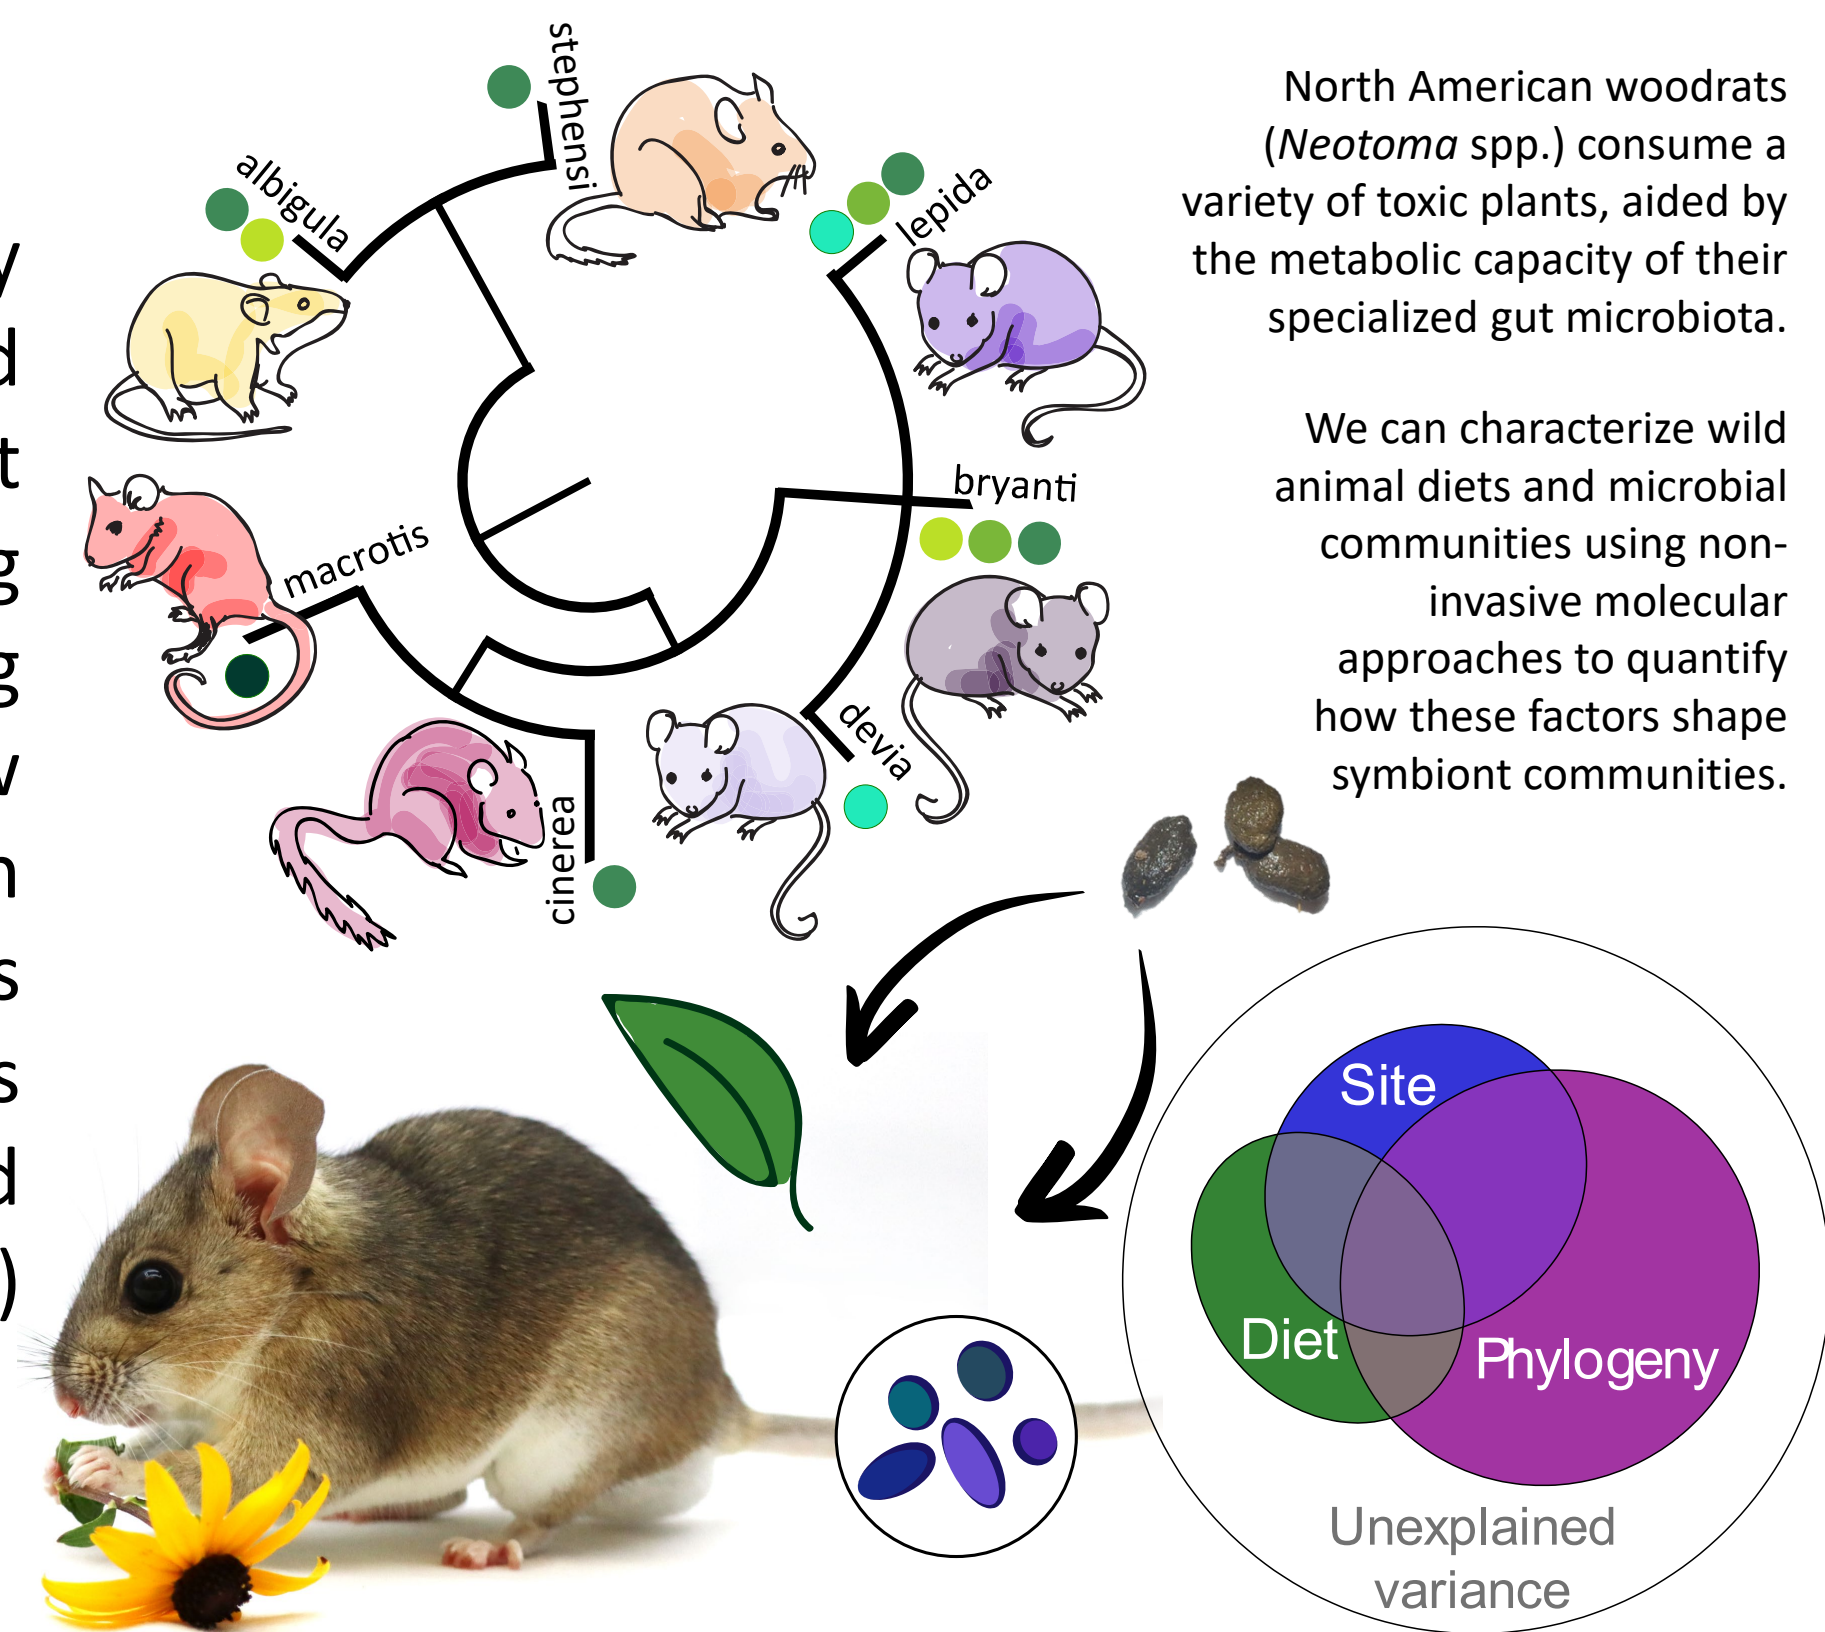 stephensi
albigula
lepida
bryanti
macrotis
devia
cinerea
North American woodrats
(Neotoma spp.) consume a
variety of toxic plants, aided by
the metabolic capacity of their
specialized gut microbiota.
We can characterize wild
animal diets and microbial
communities using non-
invasive molecular
approaches to quantify
how these factors shape
symbiont communities.
Site
Diet
Phylogeny
Unexplained
variance
y
d
t
g
g
w
n
s
s
d
)